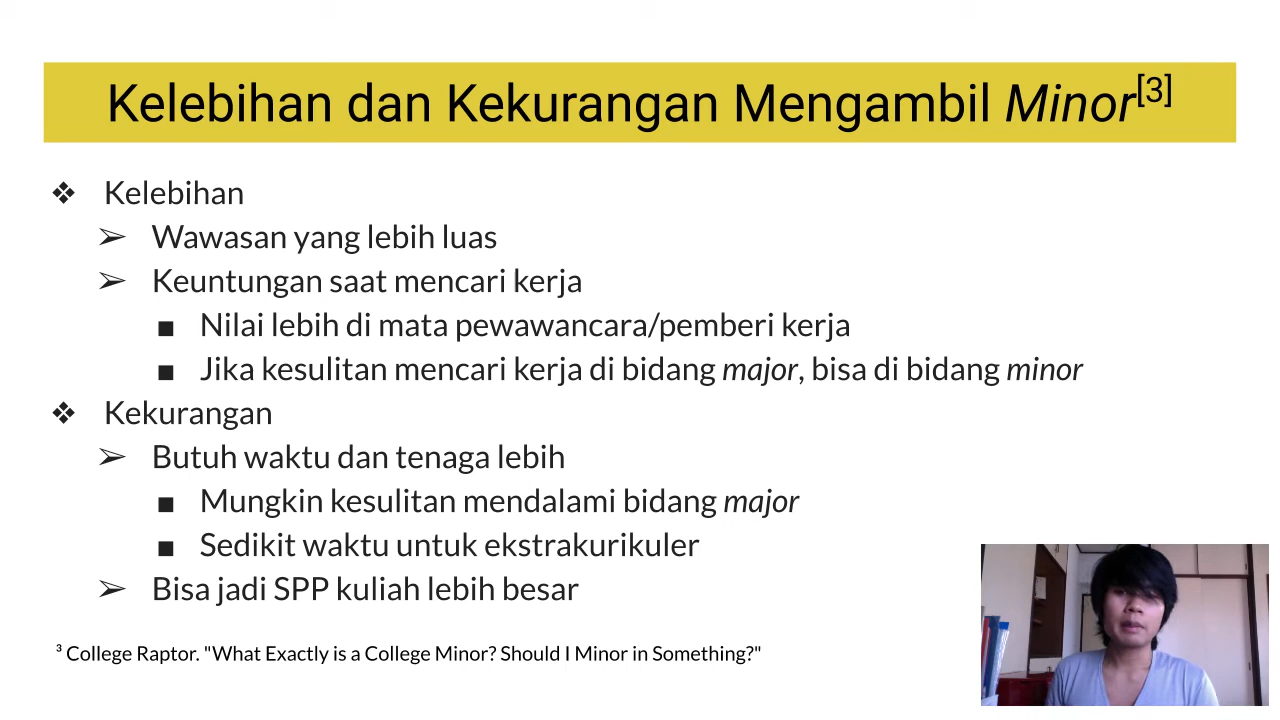 Kelebihan dan Kekurangan Mengambil Minor[3]
❖ Kelebihan
➢ Wawasan yang lebih luas
➢ Keuntungan saat mencari kerja
■ Nilai lebih di mata pewawancara/pemberi kerja
■ Jika kesulitan mencari kerja di bidang major, bisa di bidang minor
❖ Kekurangan
➢ Butuh waktu dan tenaga lebih
■ Mungkin kesulitan mendalami bidang major
■ Sedikit waktu untuk ekstrakurikuler
➢ Bisa jadi SPP kuliah lebih besar
³ College Raptor. "What Exactly is a College Minor? Should I Minor in Something?"